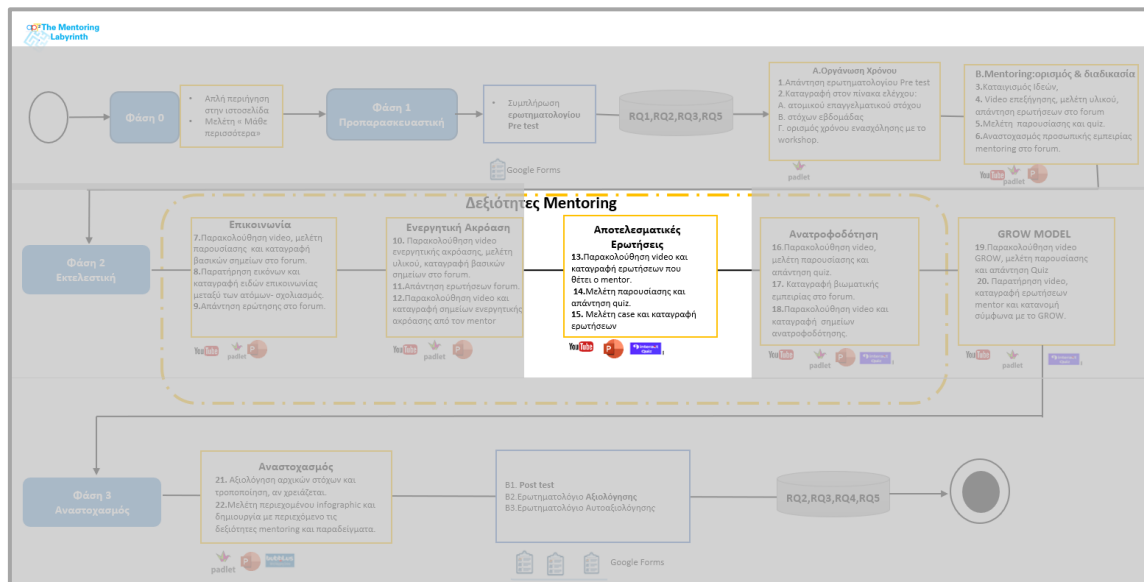 The Mentoring
Labyrinth
Φάση 0
• Απλή περιήγηση
στην ιστοσελίδα
• Μελέτη « Μάθε
περισσότερα»
Φάση 1
Προπαρασκευαστική
• Συμπλήρωση
ερωτηματολογίου
Pre test
Google Forms
RQ1,RQ2,RQ3,RQ5
Α.Οργάνωση Χρόνου
1.Απάντηση ερωτηματολογίου Pre test
2.Καταγραφή στον πίνακα ελέγχου:
Α. ατομικού επαγγελματικού στόχου
Β. στόχων εβδομάδας
Γ. ορισμός χρόνου ενασχόλησης με το
workshop.
padlet
Β.Mentoring:ορισμός & διαδικασία
3.Καταιγισμός ιδεών,
4. Video επεξήγησης, μελέτη υλικού,
απάντηση ερωτήσεων στο forum
5.Μελέτη παρουσίασης και quiz.
6.Αναστοχασμός προσωπικής εμπειρίας
mentoring στο forum.
YouTube
padlet
P
Δεξιότητες Mentoring
Φάση 2
Εκτελεστική
Επικοινωνία
7.Παρακολούθηση video, μελέτη
παρουσίασης και καταγραφή
βασικών σημείων στο forum.
8.Παρατήρηση εικόνων και
καταγραφή ειδών επικοινωνίας
μεταξύ των ατόμων- σχολιασμός.
9.Απάντηση ερώτησης στο forum.
YouTube
padlet
P
Ενεργητική Ακρόαση
10. Παρακολούθηση video
ενεργητικής ακρόασης, μελέτη
υλικού, καταγραφή βασικών
σημείων στο forum.
11.Απάντηση ερωτήσεων forum.
12.Παρακολούθηση video και
καταγραφή σημείων ενεργητικής
ακρόασης από τον mentor
YouTube
padlet
P
Αποτελεσματικές
Ερωτήσεις
13.Παρακολούθηση video και
καταγραφή ερωτήσεων που
θέτει ο mentor.
14.Μελέτη παρουσίασης και
απάντηση quiz.
15. Μελέτη case και καταγραφή
ερωτήσεων
YouTube
P
Quiz
Ανατροφοδότηση
16.Παρακολούθηση video,
μελέτη παρουσίασης και
απάντηση quiz.
17. Καταγραφή βιωματικής
εμπειρίας στο forum.
18.Παρακολούθηση video και
καταγραφή σημείων
ανατροφοδότησης.
YouTube
padlet
P
Quiz
GROW MODEL
19.Παρακολούθηση video
GROW, μελέτη παρουσίασης
και απάντηση Quiz
20. Παρατήρηση video,
καταγραφή ερωτήσεων
mentor και κατανομή
σύμφωνα με το GROW.
YouTube
padlet
Quiz
Φάση 3
Αναστοχασμός
Αναστοχασμός
21. Αξιολόγηση αρχικών στόχων και
τροποποίηση, αν χρειάζεται.
22.Μελέτη περιεχομένου infographic και
δημιουργία με περιεχόμενο τις
δεξιότητες mentoring και παραδείγματα.
padlet
P
Β1. Post test
Β2.Ερωτηματολόγιο Αξιολόγησης
Β3.Ερωτηματολόγιο Αυτοαξιολόγησης
Google Forms
RQ2,RQ3,RQ4,RQ5